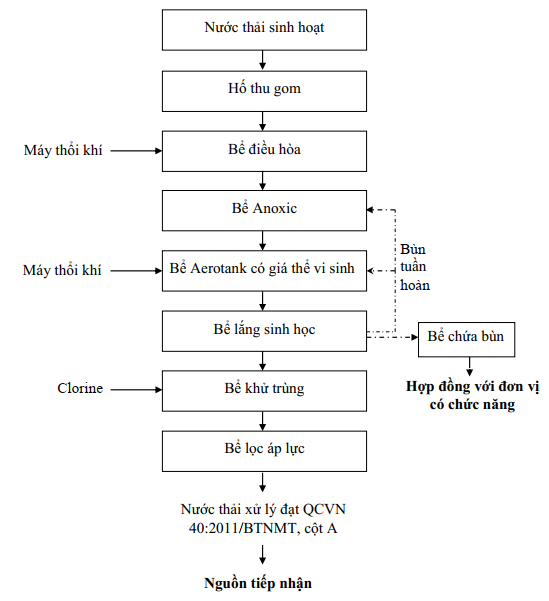 Nước thải sinh hoạt
Hố thu gom
Máy thổi khí
Bể điều hòa
Bể Anoxic
Bùn
tuần
hoàn
Máy thổi khí
Bể Aerotank có giá thể vi sinh
Bể lắng sinh học
Bể chứa bùn
Hợp đồng với đơn vị
có chức năng
Clorine
Bể khử trùng
Bể lọc áp lực
Nước thải xử lý đạt QCVN
40:2011/BTNMT, cột A
Nguồn tiếp nhận